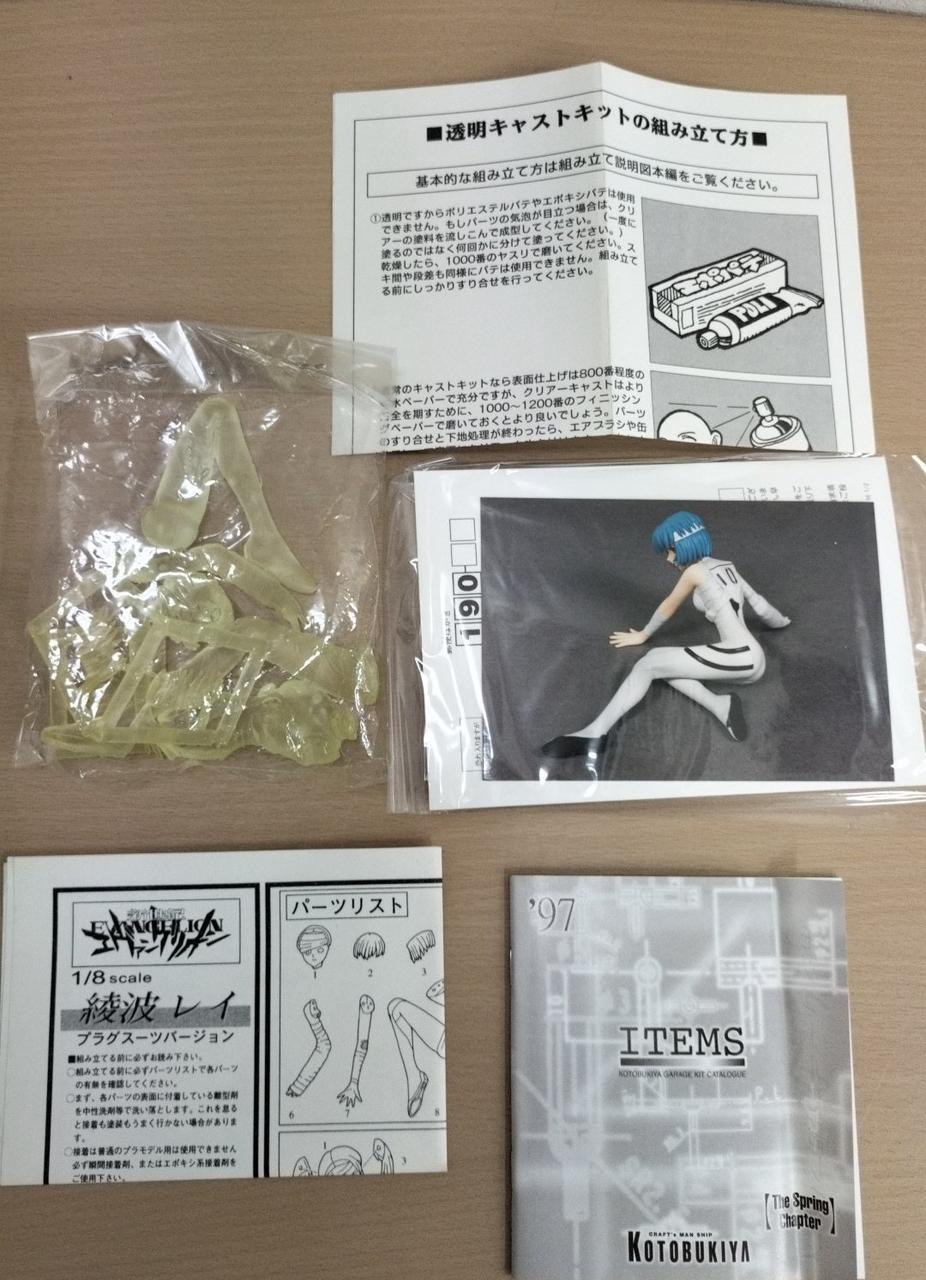 ■透明キャストキットの組み立て方■
基本的な組み立て方は組み立て説明図本編をご覧ください。
①透明ですからポリエステルパテやエポキシパテは使用
できません。もしパーツの気泡が目立つ場合は、クリ
アーの塗料を流しこんで成型してください。(一度に
塗るのではなく何回かに分けて塗ってください。)
乾燥したら、1000番のヤスリで磨いてください。ス
キ間や段差も同様にパテは使用できません。組み立て
る前にしっかりすり合せを行ってください。
POLI
常のキャストキットなら表面仕上げは800番程度の
水ペーパーで充分ですが、クリアーキャストはより
全を期すために、1000〜1200番のフィニッシン
グペーパーで磨いておくとより良いでしょう。パーツ
のすり合せと下地処理が終わったら、エアブラシや缶
190
恐れ入りますが
10
EVANGELION
エヴァンゲリオン
1/8 scale
綾波レイ
プラグスーツバージョン
■組み立てる前に必ずお読み下さい。
○組み立てる前に必ずパーツリストで各パーツ
の有無を確認してください。
○まず、各パーツの表面に付着している離型剤
を中性洗剤等で洗い落とします。これを怠る
と接着も塗装もうまく行かない場合がありま
す。
○接着は普通のプラモデル用は使用できません
必ず瞬間接着剤、またはエポキシ系接着剤を
ご使用下さい。
パーツリスト
1
2
3
6
7
8
1
3
'97
ITEMS
KOTOBUKIYA GARAGE KIT CATALOGUE
【The Spring
Chapter】
CRAFT's MAN SHIP
KOTOBUKIYA